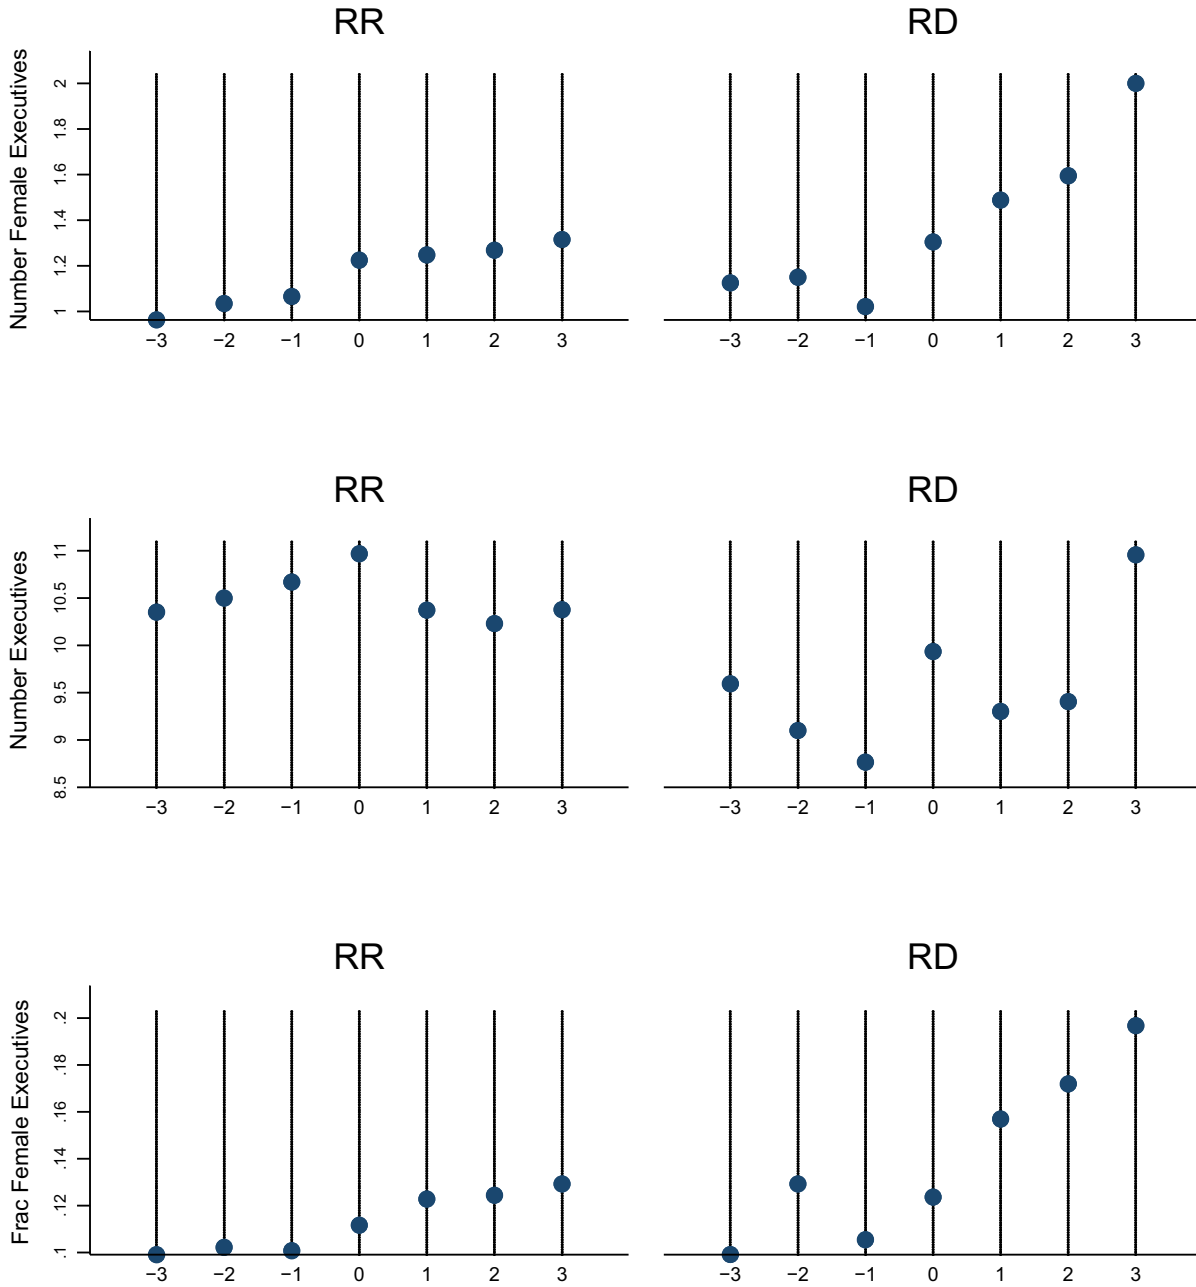 RR RD
Number Female Executives
2
1.8
1.6
1.4
1.2
1
−3 −2 −1 0 1 2 3 −3 −2 −1 0 1 2 3
RR RD
Number Executives
11
10.5
10
9.5
9
8.5
−3 −2 −1 0 1 2 3 −3 −2 −1 0 1 2 3
RR RD
Frac Female Executives
.2
.18
.16
.14
.12
.1
−3 −2 −1 0 1 2 3 −3 −2 −1 0 1 2 3